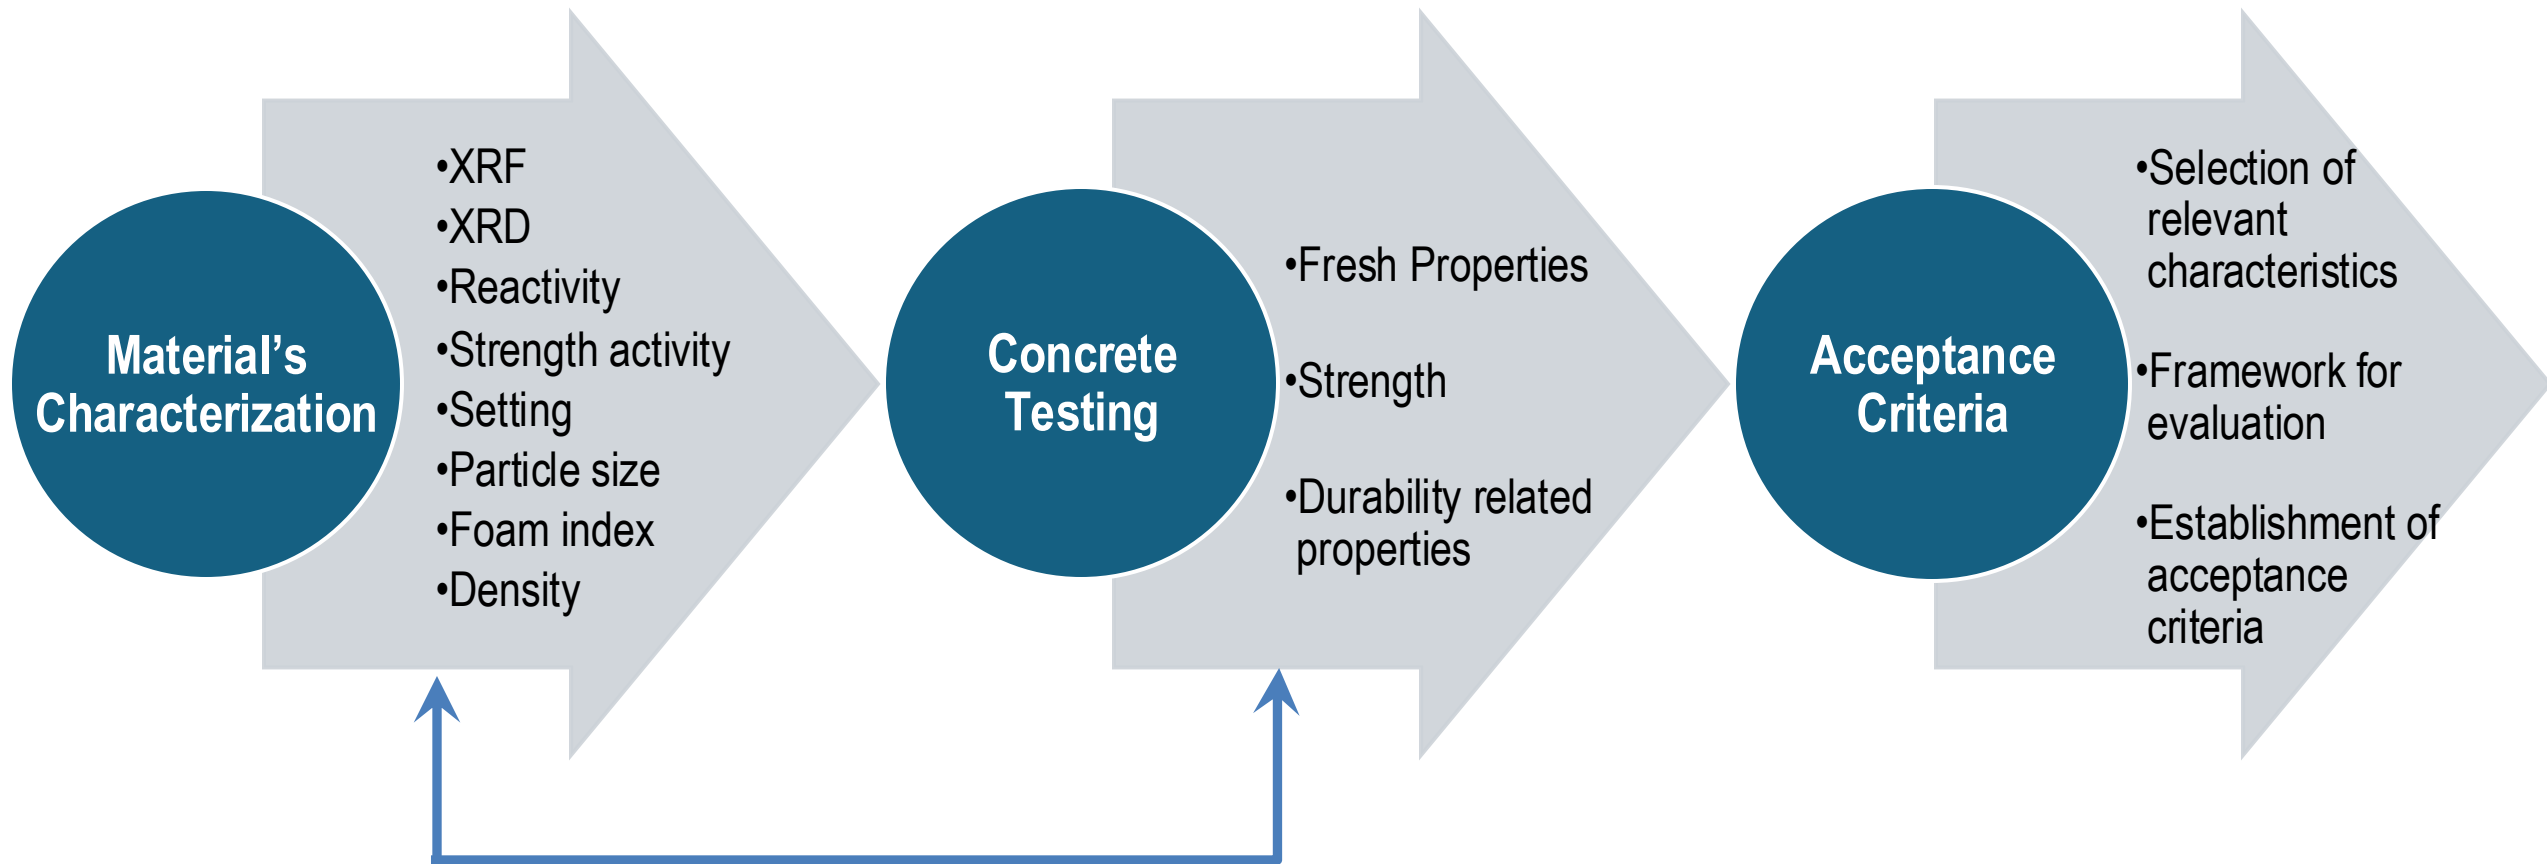 Material’s
Characterization
•XRF
•XRD
•Reactivity
•Strength activity
•Setting
•Particle size
•Foam index
•Density
Concrete
Testing
•Fresh Properties
•Strength
•Durability related
properties
Acceptance
Criteria
•Selection of
relevant
characteristics
•Framework for
evaluation
•Establishment of
acceptance
criteria